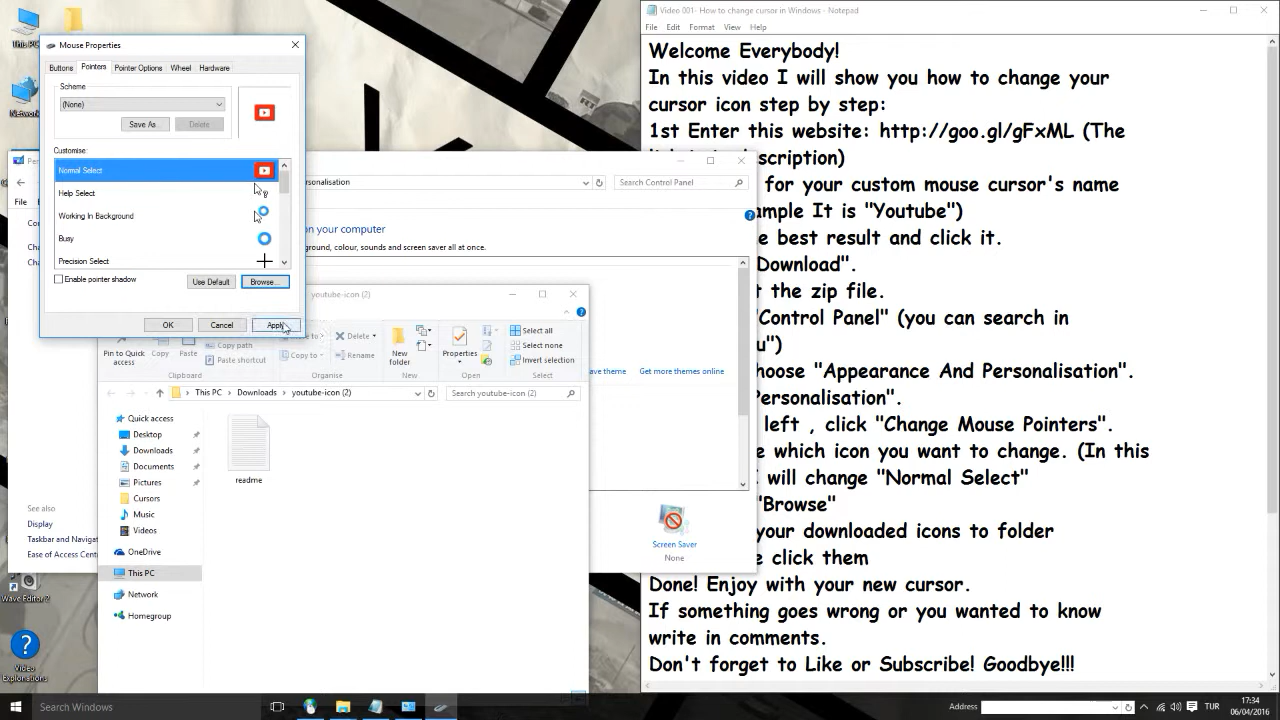 Mouse Properties
Buttons
Pointers
Pointer Options
Wheel
Hardware
Scheme
(None)
Save As
Delete
Customise:
Normal Select
Help Select
Working In Background
Busy
Precision Select
Enable pointer shadow
Use Default
Browse...
OK
Cancel
Apply
Search Control Panel
on your computer
Get more themes online
Screen Saver
None
See also
Display
Taskbar and Navigat
Ease of Access Cent
youtube-icon (2)
Pin to Quick access
Copy
Paste
Copy path
Paste shortcut
Clipboard
Copy to
Delete
Rename
Organise
New folder
New
Properties
Open
Select all
Select none
Invert selection
Select
This PC
Downloads
youtube-icon (2)
Search youtube-icon (2)
Quick access
Desktop
Downloads
Documents
Pictures
Cursors
Music
Videos
OneDrive
This PC
Network
Homegroup
readme
Video 001- How to change cursor in Windows - Notepad
File Edit Format View Help
Welcome Everybody!
In this video I will show you how to change your
cursor icon step by step:
1st Enter this website: http://goo.gl/gFxML (The
description)
for your custom mouse cursor's name
ample It is "Youtube")
e best result and click it.
"Download".
t the zip file.
"Control Panel" (you can search in
u")
hoose "Appearance And Personalisation".
Personalisation".
left , click "Change Mouse Pointers".
e which icon you want to change. (In this
I will change "Normal Select"
"Browse"
your downloaded icons to folder
e click them
Done! Enjoy with your new cursor.
If something goes wrong or you wanted to know
write in comments.
Don't forget to Like or Subscribe! Goodbye!!!
Wave Editor?
Video Explosions
Search Windows
Address
TUR
17:34
06/04/2016